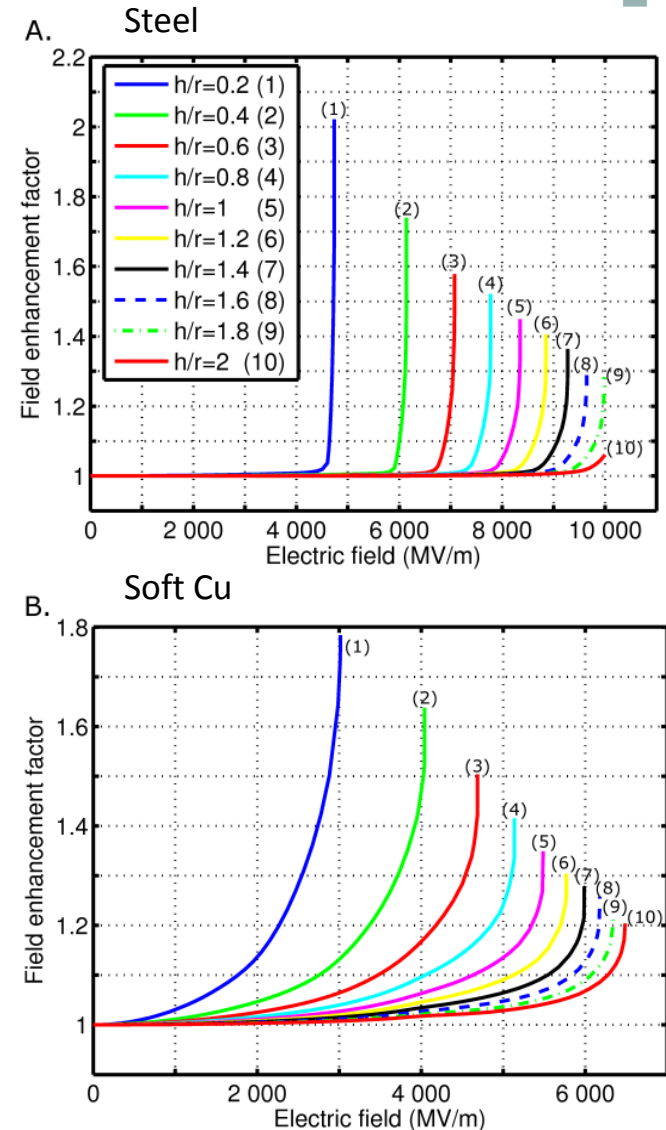 Steel
A.
2.2
2
1.8
1.6
1.4
1.2
1
Field enhancement factor
h/r=0.2 (1)
h/r=0.4 (2)
h/r=0.6 (3)
h/r=0.8 (4)
h/r=1 (5)
h/r=1.2 (6)
h/r=1.4 (7)
h/r=1.6 (8)
h/r=1.8 (9)
h/r=2 (10)
(1)
(2)
(3)
(4)
(5)
(6)
(7)
(8)
(9)
(10)
0 2 000 4 000 6 000 8 000 10 000
Electric field (MV/m)
Soft Cu
B.
1.8
1.6
1.4
1.2
1
Field enhancement factor
(1)
(2)
(3)
(4)
(5)
(6)
(7)
(8)
(9)
(10)
0 2 000 4 000 6 000
Electric field (MV/m)